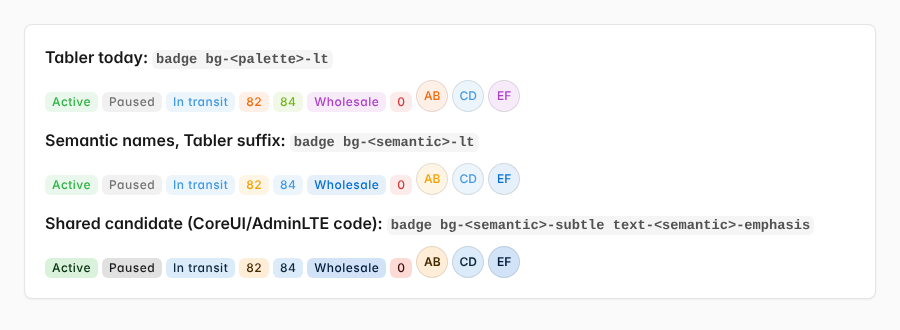 Tabler today: badge bg-<palette>-lt
Active Paused In transit 82 84 Wholesale 0 AB CD EF
Semantic names, Tabler suffix: badge bg-<semantic>-lt
Active Paused In transit 82 84 Wholesale 0 AB CD EF
Shared candidate (CoreUI/AdminLTE code): badge bg-<semantic>-subtle text-<semantic>-emphasis
Active Paused In transit 82 84 Wholesale 0 AB CD EF